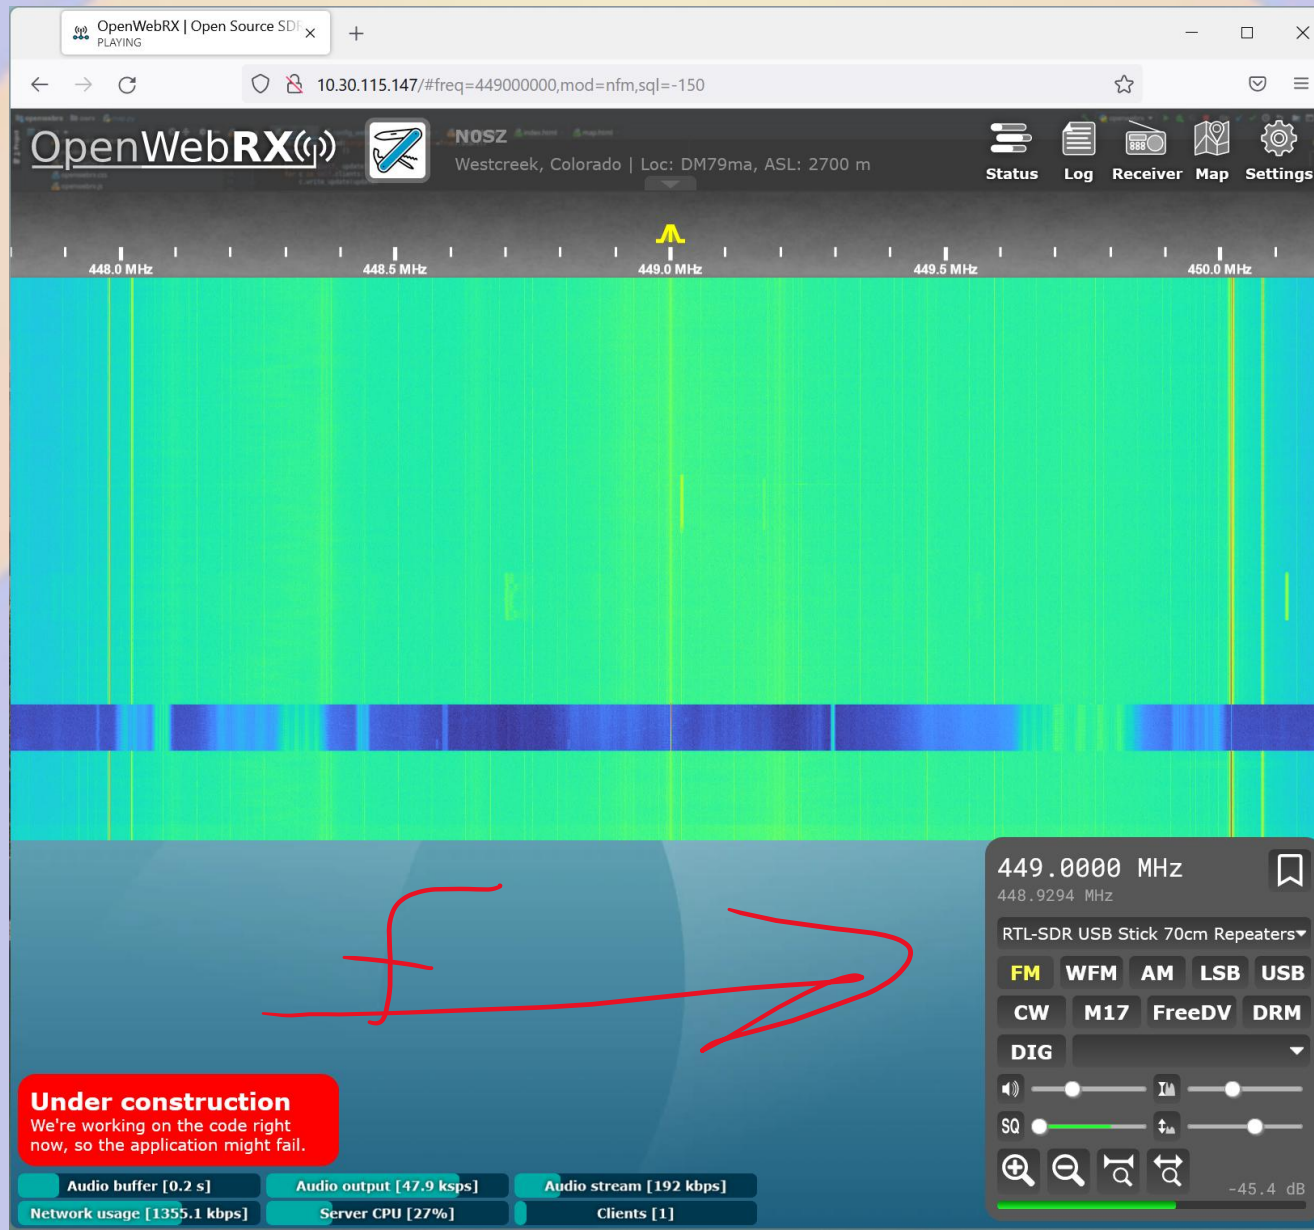 OpenWebRX | Open Source SDR
PLAYING
10.30.115.147/#freq=449000000,mod=nfm,sql=-150
OpenWebRX
N0SZ
Westcreek, Colorado | Loc: DM79ma, ASL: 2700 m
Status Log Receiver Map Settings
448.0 MHz 448.5 MHz 449.0 MHz 449.5 MHz 450.0 MHz
f
449.0000 MHz
448.9294 MHz
RTL-SDR USB Stick 70cm Repeaters
FM WFM AM LSB USB
CW M17 FreeDV DRM
DIG
SQ
-45.4 dB
Under construction
We're working on the code right
now, so the application might fail.
Audio buffer [0.2 s] Audio output [47.9 ksps] Audio stream [192 kbps]
Network usage [1355.1 kbps] Server CPU [27%] Clients [1]